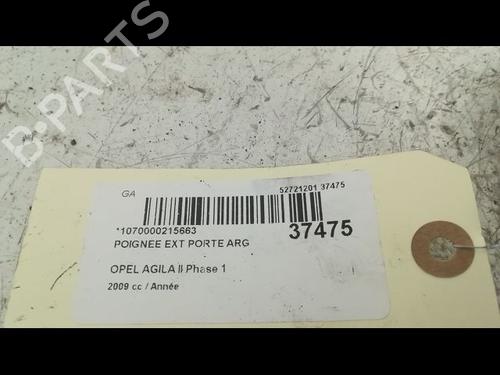 B-PARTS
GA
52721201 37475
*1070000215663
37475
POIGNEE EXT PORTE ARG
OPEL AGILA II Phase 1
2009 cc / Année